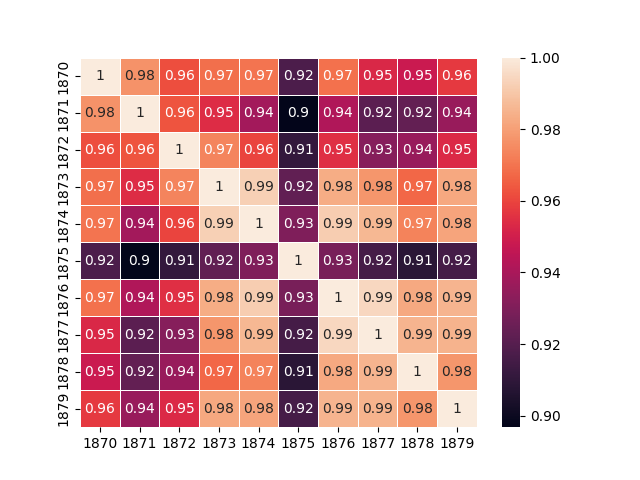 1870 1 0.98 0.96 0.97 0.97 0.92 0.97 0.95 0.95 0.96
1871 0.98 1 0.96 0.95 0.94 0.9 0.94 0.92 0.92 0.94
1872 0.96 0.96 1 0.97 0.96 0.91 0.95 0.93 0.94 0.95
1873 0.97 0.95 0.97 1 0.99 0.92 0.98 0.98 0.97 0.98
1874 0.97 0.94 0.96 0.99 1 0.93 0.99 0.99 0.97 0.98
1875 0.92 0.9 0.91 0.92 0.93 1 0.93 0.92 0.91 0.92
1876 0.97 0.94 0.95 0.98 0.99 0.93 1 0.99 0.98 0.99
1877 0.95 0.92 0.93 0.98 0.99 0.92 0.99 1 0.99 0.99
1878 0.95 0.92 0.94 0.97 0.97 0.91 0.98 0.99 1 0.98
1879 0.96 0.94 0.95 0.98 0.98 0.92 0.99 0.99 0.98 1
1870 1871 1872 1873 1874 1875 1876 1877 1878 1879
1.00
0.98
0.96
0.94
0.92
0.90